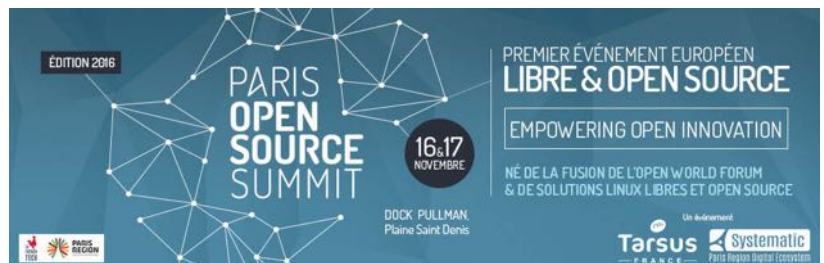 ÉDITION 2016
PARIS
OPEN
SOURCE
SUMMIT
16&17
NOVEMBRE
DOCK PULLMAN,
Plaine Saint Denis
PREMIER ÉVÉNEMENT EUROPÉEN
LIBRE & OPEN SOURCE
EMPOWERING OPEN INNOVATION
NÉ DE LA FUSION DE L'OPEN WORLD FORUM
& DE SOLUTIONS LINUX LIBRES ET OPEN SOURCE
Un événement
Tarsus
FRANCE
Systematic
Paris Region Digital Ecosystem
TECH
PARIS
REGION